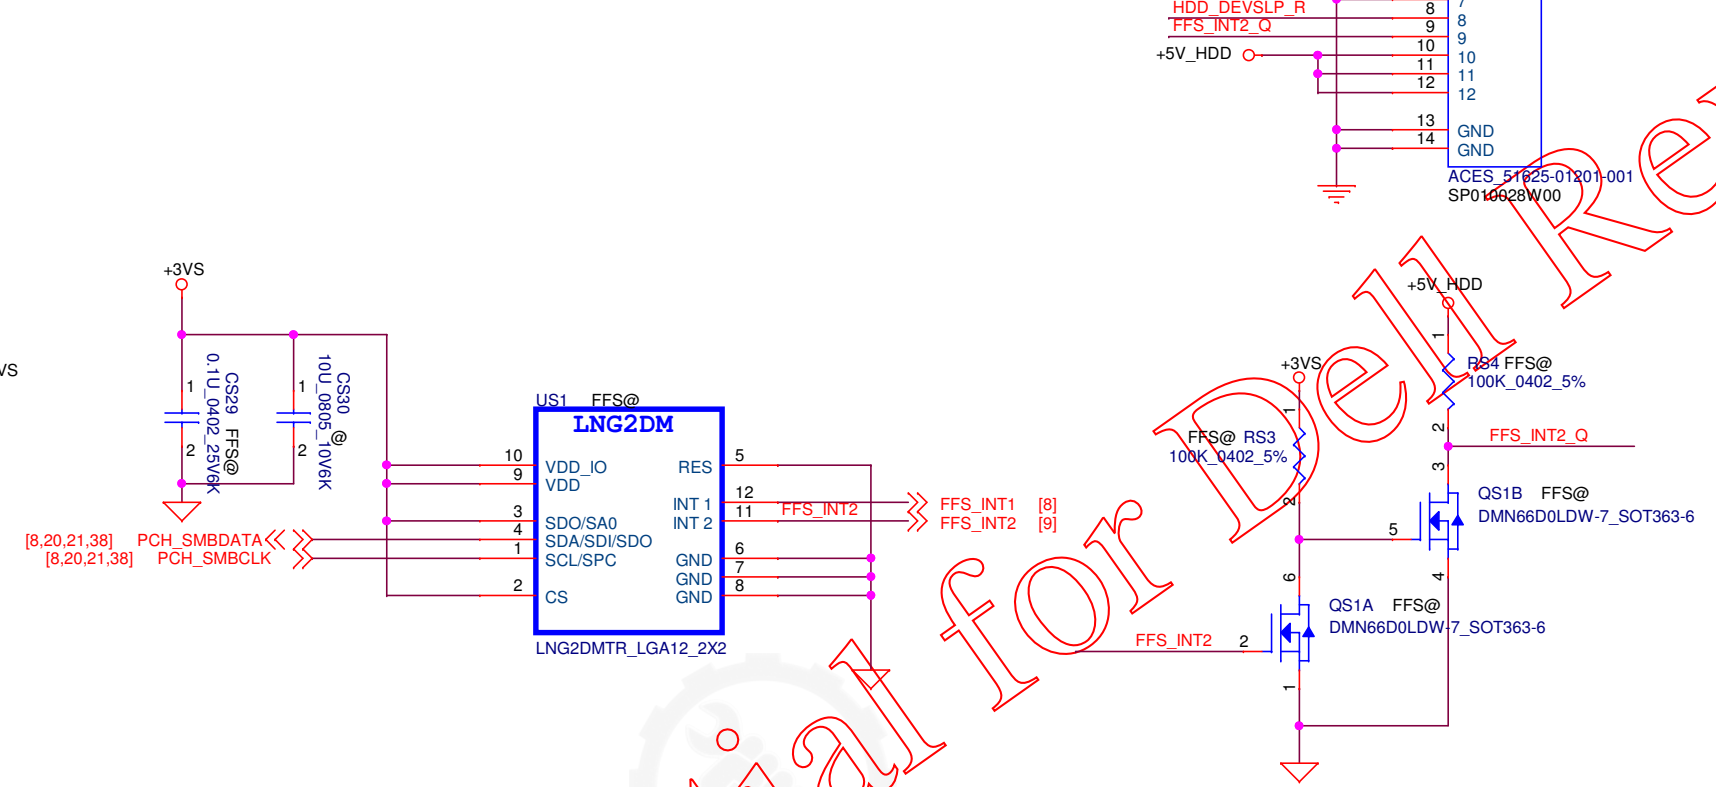 7
HDD_DEVSLP_R
8
8
FFS_INT2_Q
9
9
+5V_HDD
10
10
11
11
12
12
13
GND
14
GND
ACES_51625-01201-001
SP010028W00
+3VS
VS
1
2
CS29 FFS@
0.1U_0402_25V6K
1
2
CS30 @
10U_0805_10V6K
US1 FFS@
LNG2DM
10
VDD_IO
9
VDD
3
SDO/SA0
4
SDA/SDI/SDO
1
SCL/SPC
2
CS
RES
5
INT 1
12
INT 2
11
GND
6
GND
7
GND
8
LNG2DMTR_LGA12_2X2
[8,20,21,38] PCH_SMBDATA
[8,20,21,38] PCH_SMBCLK
FFS_INT2
FFS_INT1 [8]
FFS_INT2 [9]
+5V_HDD
1
RS4 FFS@
100K_0402_5%
2
FFS_INT2_Q
+3VS
1
FFS@ RS3
100K_0402_5%
2
3
QS1B FFS@
DMN66D0LDW-7_SOT363-6
5
4
6
QS1A FFS@
DMN66D0LDW-7_SOT363-6
FFS_INT2
2
1
for Dell